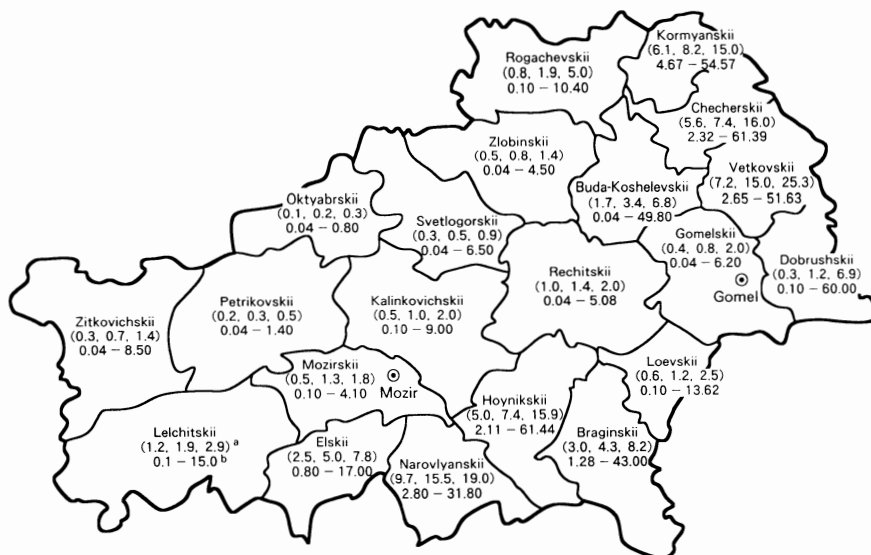 Kormyanskii
(6.1, 8.2, 15.0)
4.67 – 54.57
Rogachevskii
(0.8, 1.9, 5.0)
0.10 – 10.40
Checherskii
(5.6, 7.4, 16.0)
2.32 – 61.39
Zlobinskii
(0.5, 0.8, 1.4)
0.04 – 4.50
Vetkovskii
(7.2, 15.0, 25.3)
2.65 – 51.63
Buda-Koshelevskii
(1.7, 3.4, 6.8)
0.04 – 49.80
Oktyabrskii
(0.1, 0.2, 0.3)
0.04 – 0.80
Svetlogorskii
(0.3, 0.5, 0.9)
0.04 – 6.50
Gomelskii
(0.4, 0.8, 2.0)
0.04 – 6.20
Gomel
Dobrushskii
(0.3, 1.2, 6.9)
0.10 – 60.00
Rechitskii
(1.0, 1.4, 2.0)
0.04 – 5.08
Petrikovskii
(0.2, 0.3, 0.5)
0.04 – 1.40
Kalinkovichskii
(0.5, 1.0, 2.0)
0.10 – 9.00
Zitkovichskii
(0.3, 0.7, 1.4)
0.04 – 8.50
Mozirskii
(0.5, 1.3, 1.8)
0.10 – 4.10
Mozir
Loevskii
(0.6, 1.2, 2.5)
0.10 – 13.62
Hoynikskii
(5.0, 7.4, 15.9)
2.11 – 61.44
Braginskii
(3.0, 4.3, 8.2)
1.28 – 43.00
Lelchitskii
(1.2, 1.9, 2.9) a
0.1 – 15.0 b
Elskii
(2.5, 5.0, 7.8)
0.80 – 17.00
Narovlyanskii
(9.7, 15.5, 19.0)
2.80 – 31.80